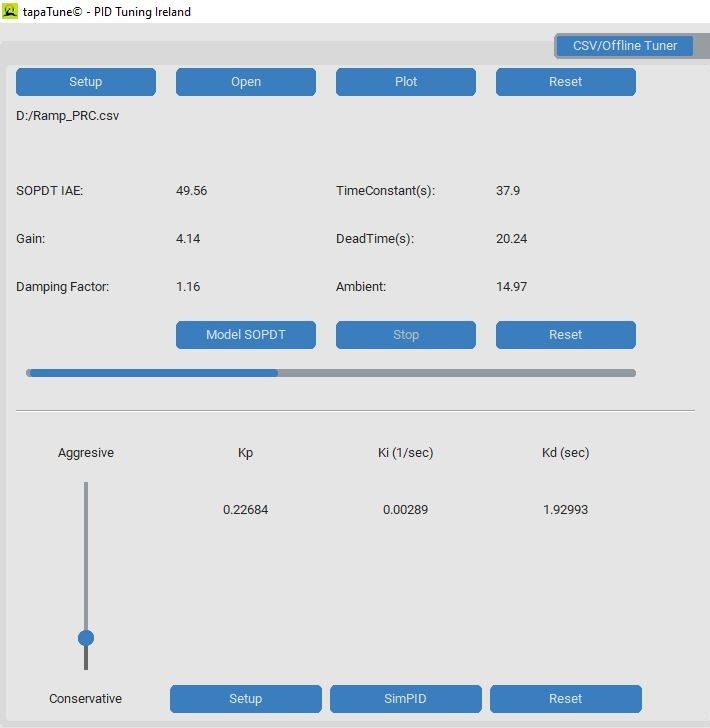 tapaTune© - PID Tuning Ireland
CSV/Offline Tuner
Setup Open Plot Reset
D:/Ramp_PRC.csv
SOPDT IAE: 49.56 TimeConstant(s): 37.9
Gain: 4.14 DeadTime(s): 20.24
Damping Factor: 1.16 Ambient: 14.97
Model SOPDT Stop Reset
Aggresive Kp Ki (1/sec) Kd (sec)
0.22684 0.00289 1.92993
Conservative Setup SimPID Reset